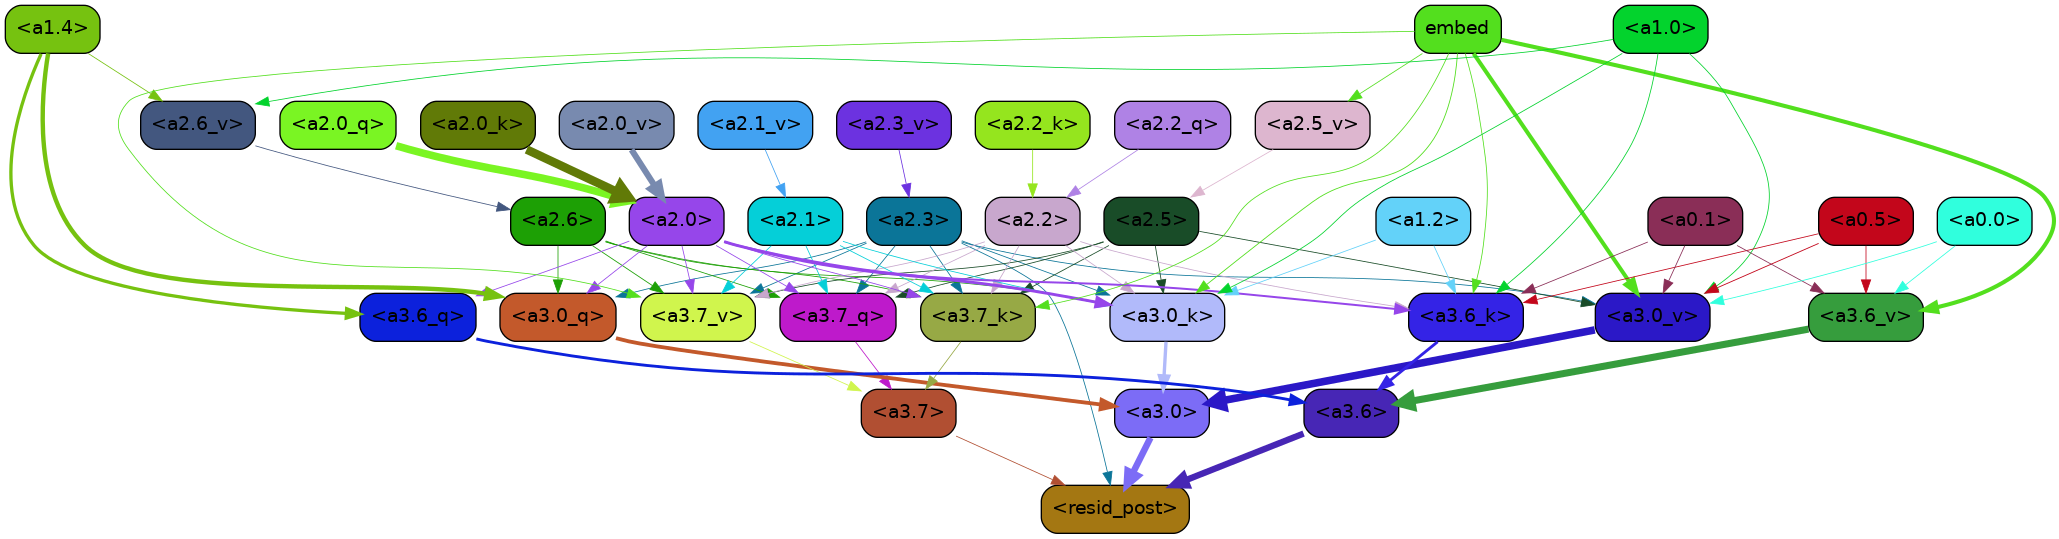 <a1.4>
embed
<a1.0>
<a2.6_v>
<a2.0_q>
<a2.0_k>
<a2.0_v>
<a2.1_v>
<a2.3_v>
<a2.2_k>
<a2.2_q>
<a2.5_v>
<a2.6>
<a2.0>
<a2.1>
<a2.3>
<a2.2>
<a2.5>
<a1.2>
<a0.1>
<a0.5>
<a0.0>
<a3.6_q>
<a3.0_q>
<a3.7_v>
<a3.7_q>
<a3.7_k>
<a3.0_k>
<a3.6_k>
<a3.0_v>
<a3.6_v>
<a3.7>
<a3.0>
<a3.6>
<resid_post>